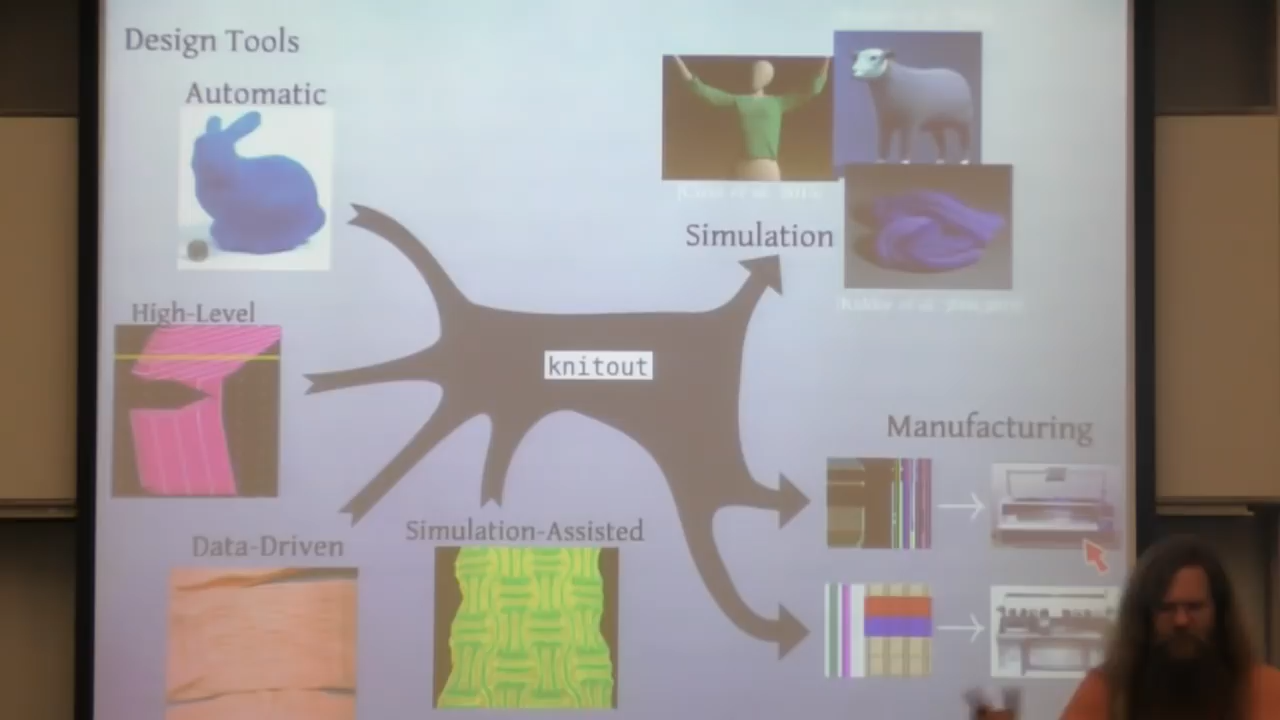 Design Tools
Automatic
High-Level
Data-Driven
Simulation-Assisted
knitout
Simulation
Manufacturing